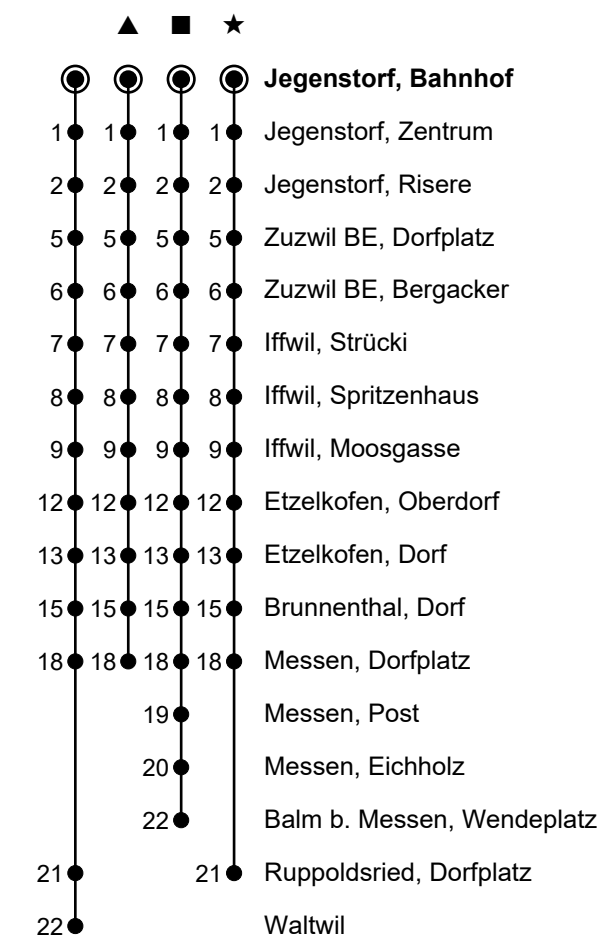 ▲ ■ ★
Jegenstorf, Bahnhof
1 1 1 1 Jegenstorf, Zentrum
2 2 2 2 Jegenstorf, Risere
5 5 5 5 Zuzwil BE, Dorfplatz
6 6 6 6 Zuzwil BE, Bergacker
7 7 7 7 Iffwil, Strücki
8 8 8 8 Iffwil, Spritzenhaus
9 9 9 9 Iffwil, Moosgasse
12 12 12 12 Etzelkofen, Oberdorf
13 13 13 13 Etzelkofen, Dorf
15 15 15 15 Brunnenthal, Dorf
18 18 18 18 Messen, Dorfplatz
19 Messen, Post
20 Messen, Eichholz
22 Balm b. Messen, Wendeplatz
21 21 Ruppoldsried, Dorfplatz
22 Waltwil